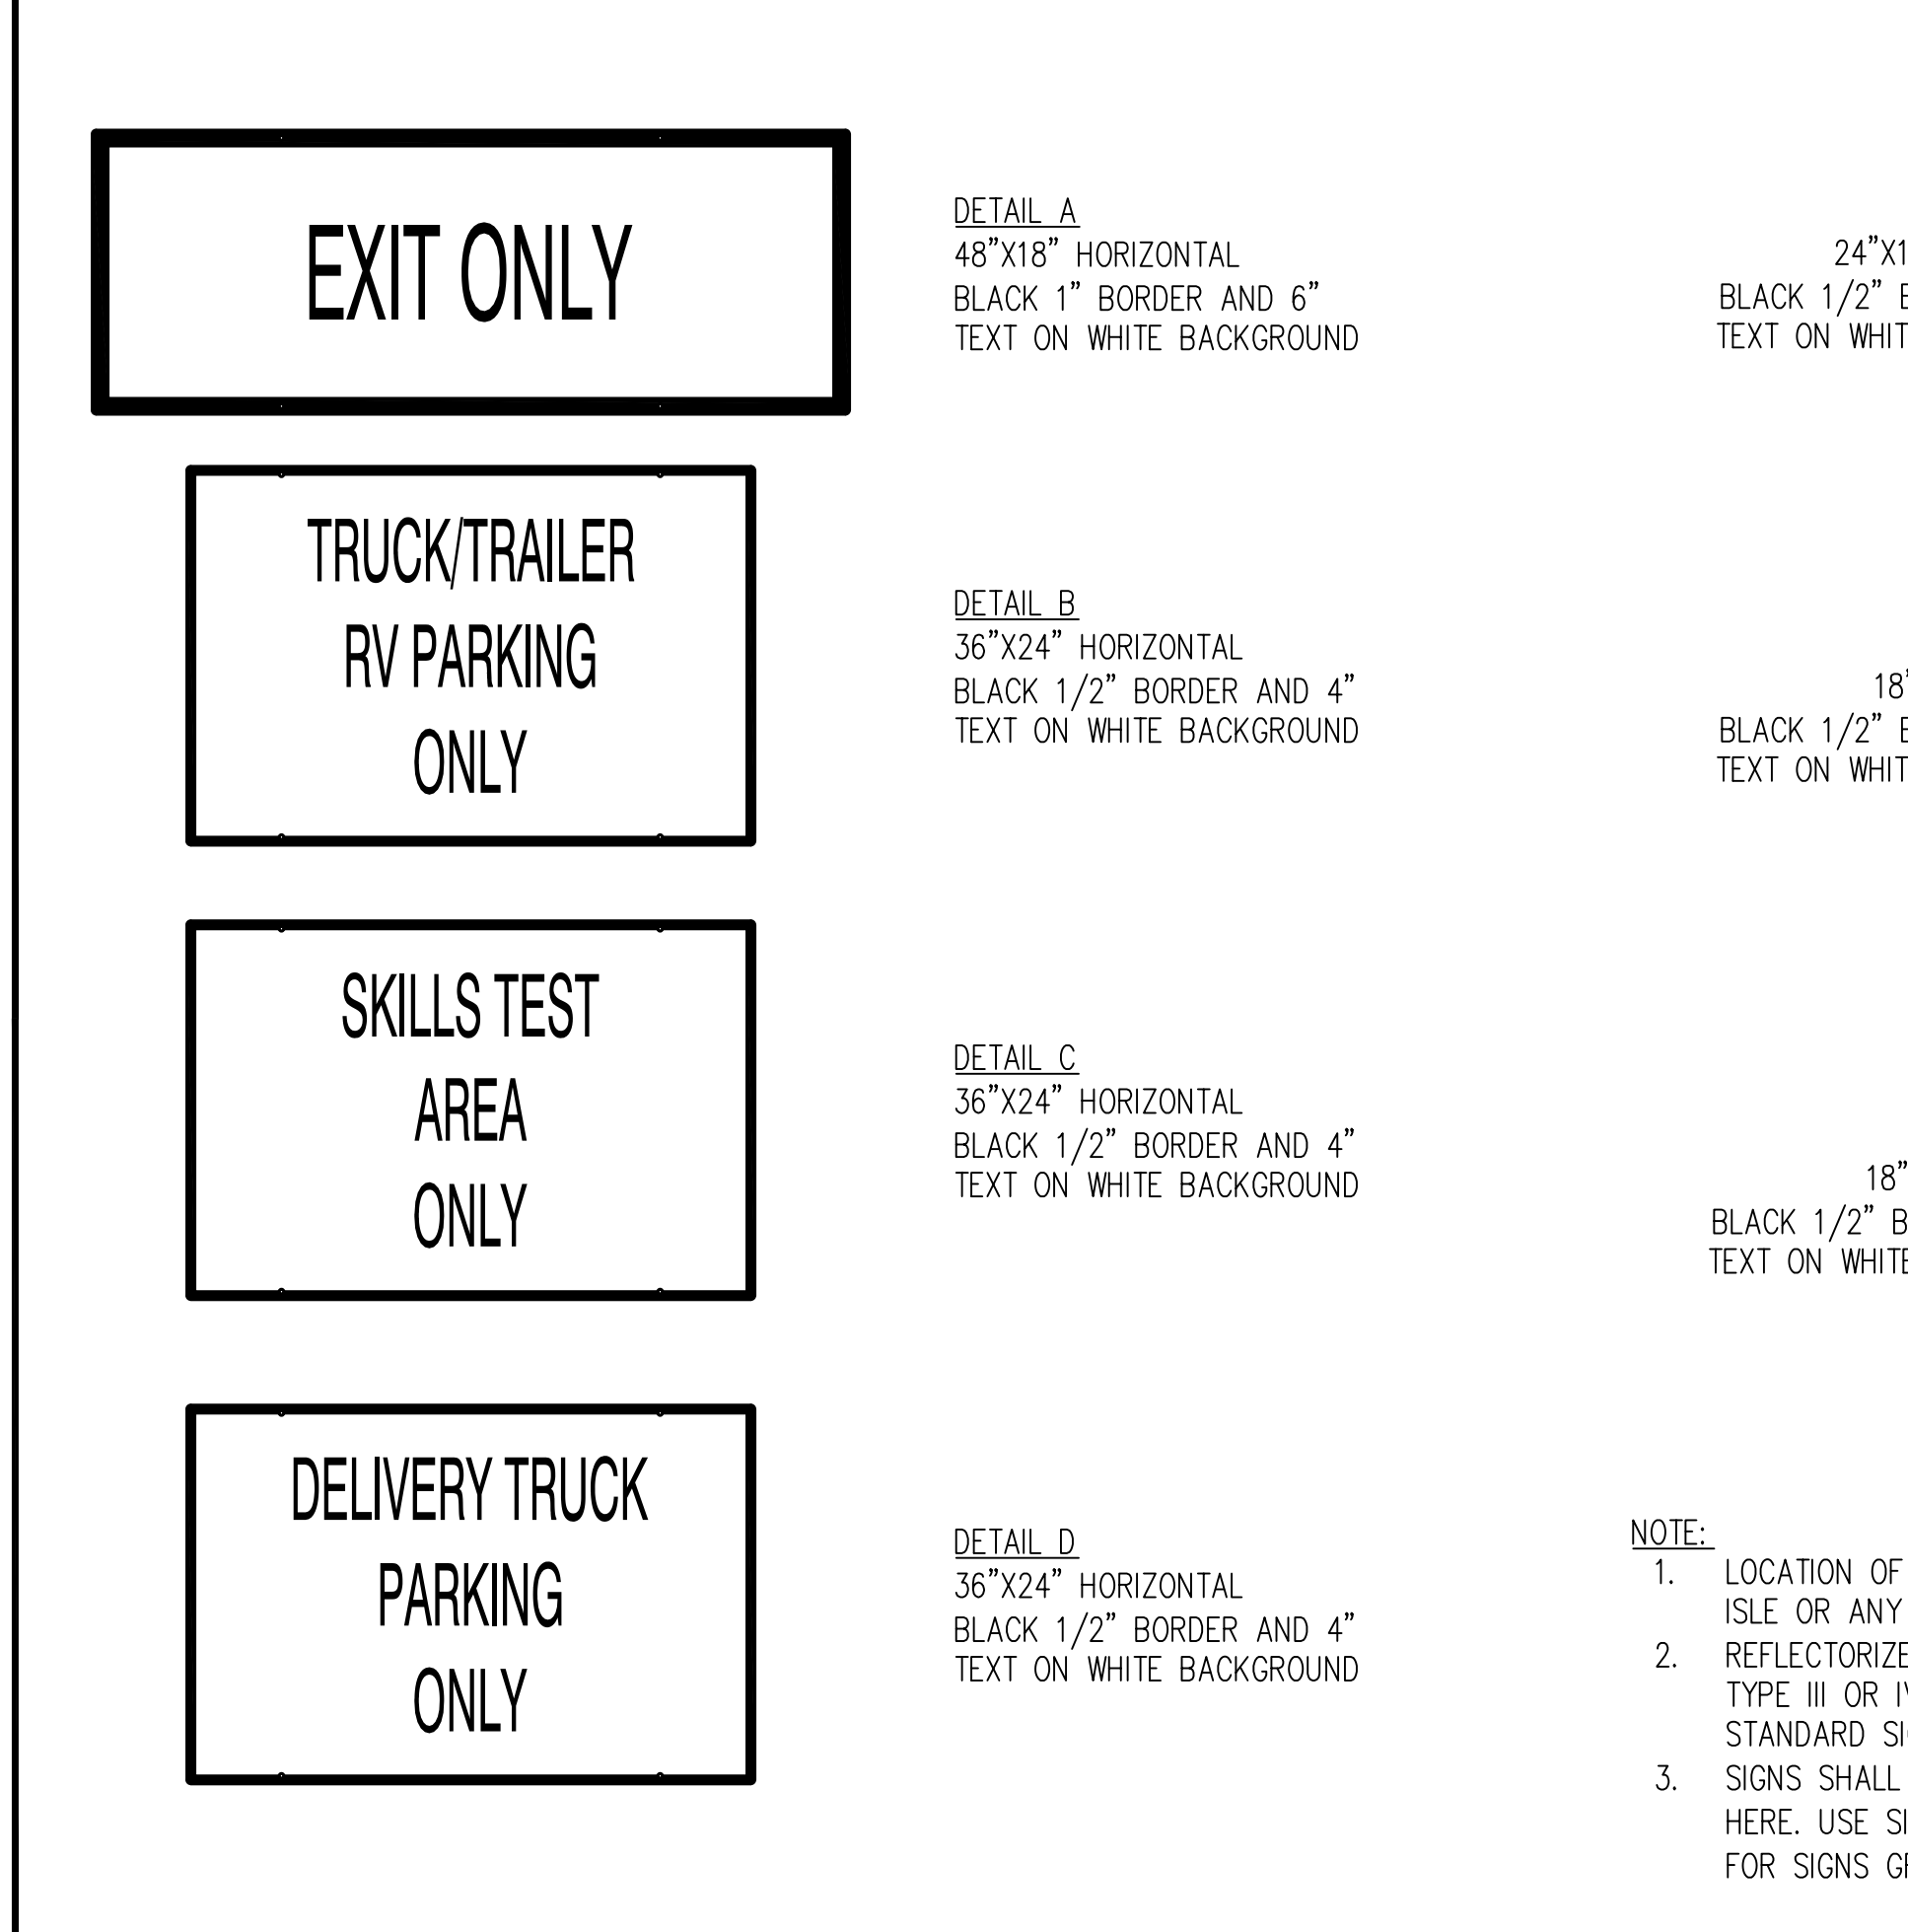 EXIT ONLY
DETAIL A
48"X18" HORIZONTAL
BLACK 1" BORDER AND 6"
TEXT ON WHITE BACKGROUND
TRUCK/TRAILER
RV PARKING
ONLY
DETAIL B
36"X24" HORIZONTAL
BLACK 1/2" BORDER AND 4"
TEXT ON WHITE BACKGROUND
SKILLS TEST
AREA
ONLY
DETAIL C
36"X24" HORIZONTAL
BLACK 1/2" BORDER AND 4"
TEXT ON WHITE BACKGROUND
DELIVERY TRUCK
PARKING
ONLY
DETAIL D
36"X24" HORIZONTAL
BLACK 1/2" BORDER AND 4"
TEXT ON WHITE BACKGROUND
24"X1
BLACK 1/2"
TEXT ON WHIT
18"
BLACK 1/2"
TEXT ON WHIT
18"
BLACK 1/2" B
TEXT ON WHITE
NOTE:
1. LOCATION OF
ISLE OR ANY
2. REFLECTORIZE
TYPE III OR
STANDARD
3. SIGNS SHALL
HERE. USE
FOR SIGNS